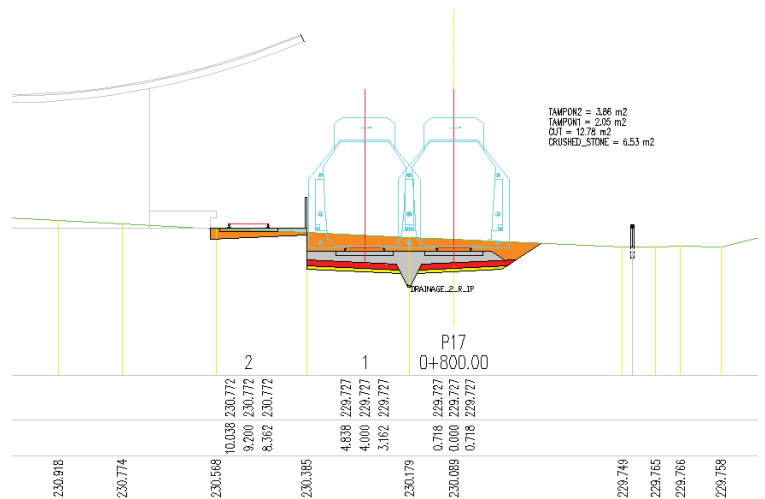 TAMPON2 = 3.86 m2
TAMPON1 = 2.05 m2
CUT = 12.78 m2
CRUSHED_STONE = 6.53 m2
DRAINAGE_2_R_IP
P17
2 1 0+800.00
230.772 230.772 230.772 229.727 229.727 229.727 229.727 229.727 229.727
10.038 9.200 8.362 4.838 4.000 3.162 0.718 0.000 0.718
230.918 230.774 230.568 230.385 230.179 230.089 229.749 229.765 229.766 229.758